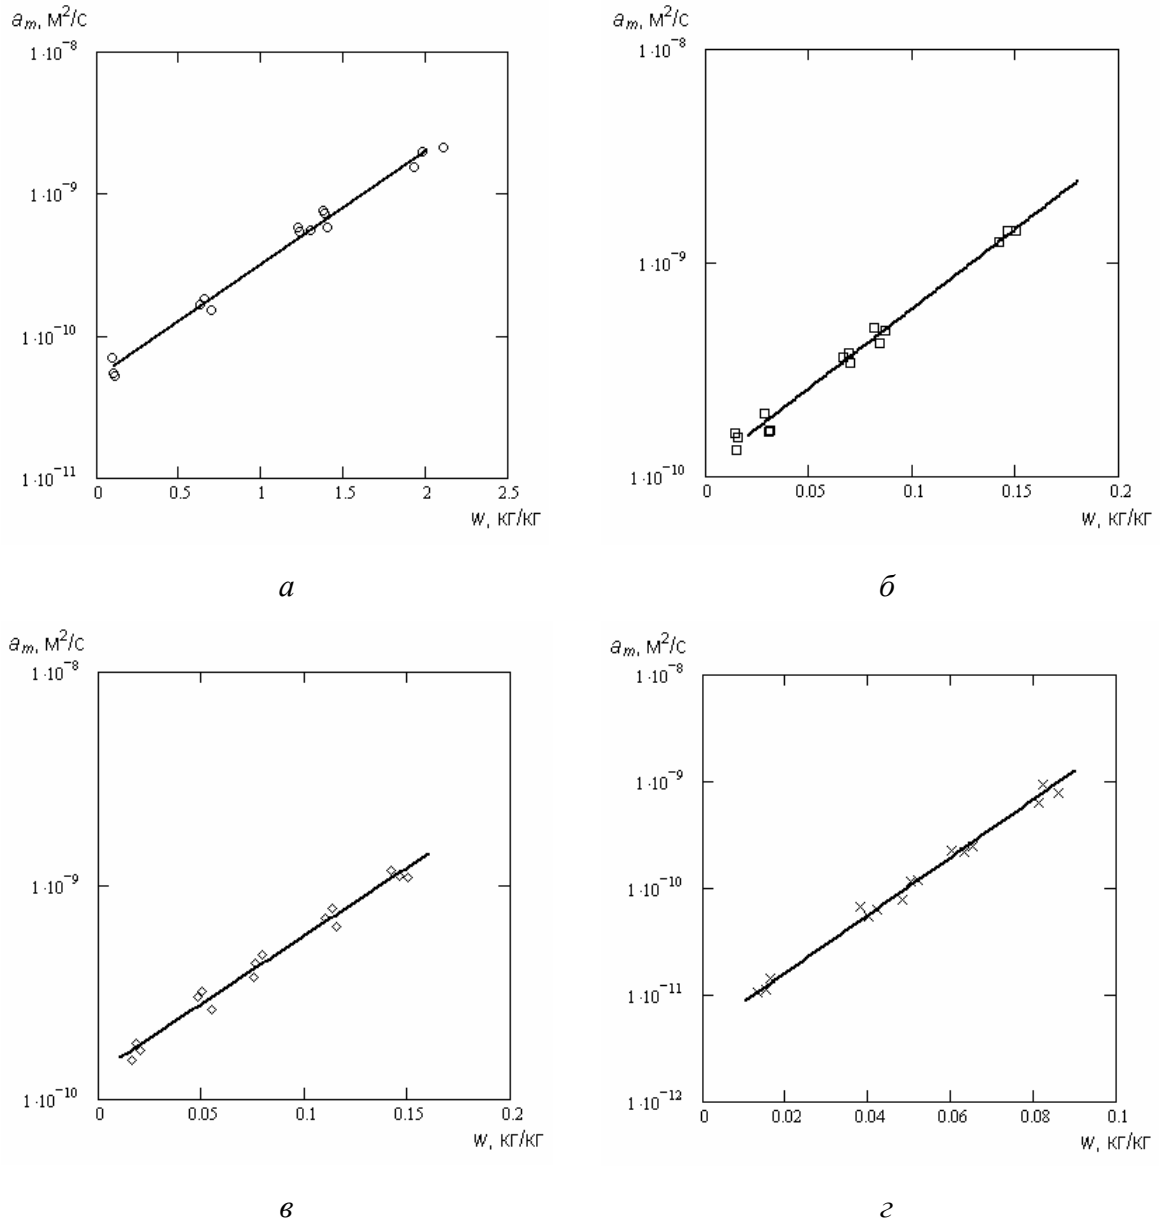 a_m, м²/с
1·10⁻⁸
1·10⁻⁹
1·10⁻¹⁰
1·10⁻¹¹
0 0.5 1 1.5 2 2.5
w, кг/кг
а
a_m, м²/с
1·10⁻⁸
1·10⁻⁹
1·10⁻¹⁰
0 0.05 0.1 0.15 0.2
w, кг/кг
б
a_m, м²/с
1·10⁻⁸
1·10⁻⁹
1·10⁻¹⁰
0 0.05 0.1 0.15 0.2
w, кг/кг
в
a_m, м²/с
1·10⁻⁸
1·10⁻⁹
1·10⁻¹⁰
1·10⁻¹¹
1·10⁻¹²
0 0.02 0.04 0.06 0.08 0.1
w, кг/кг
г